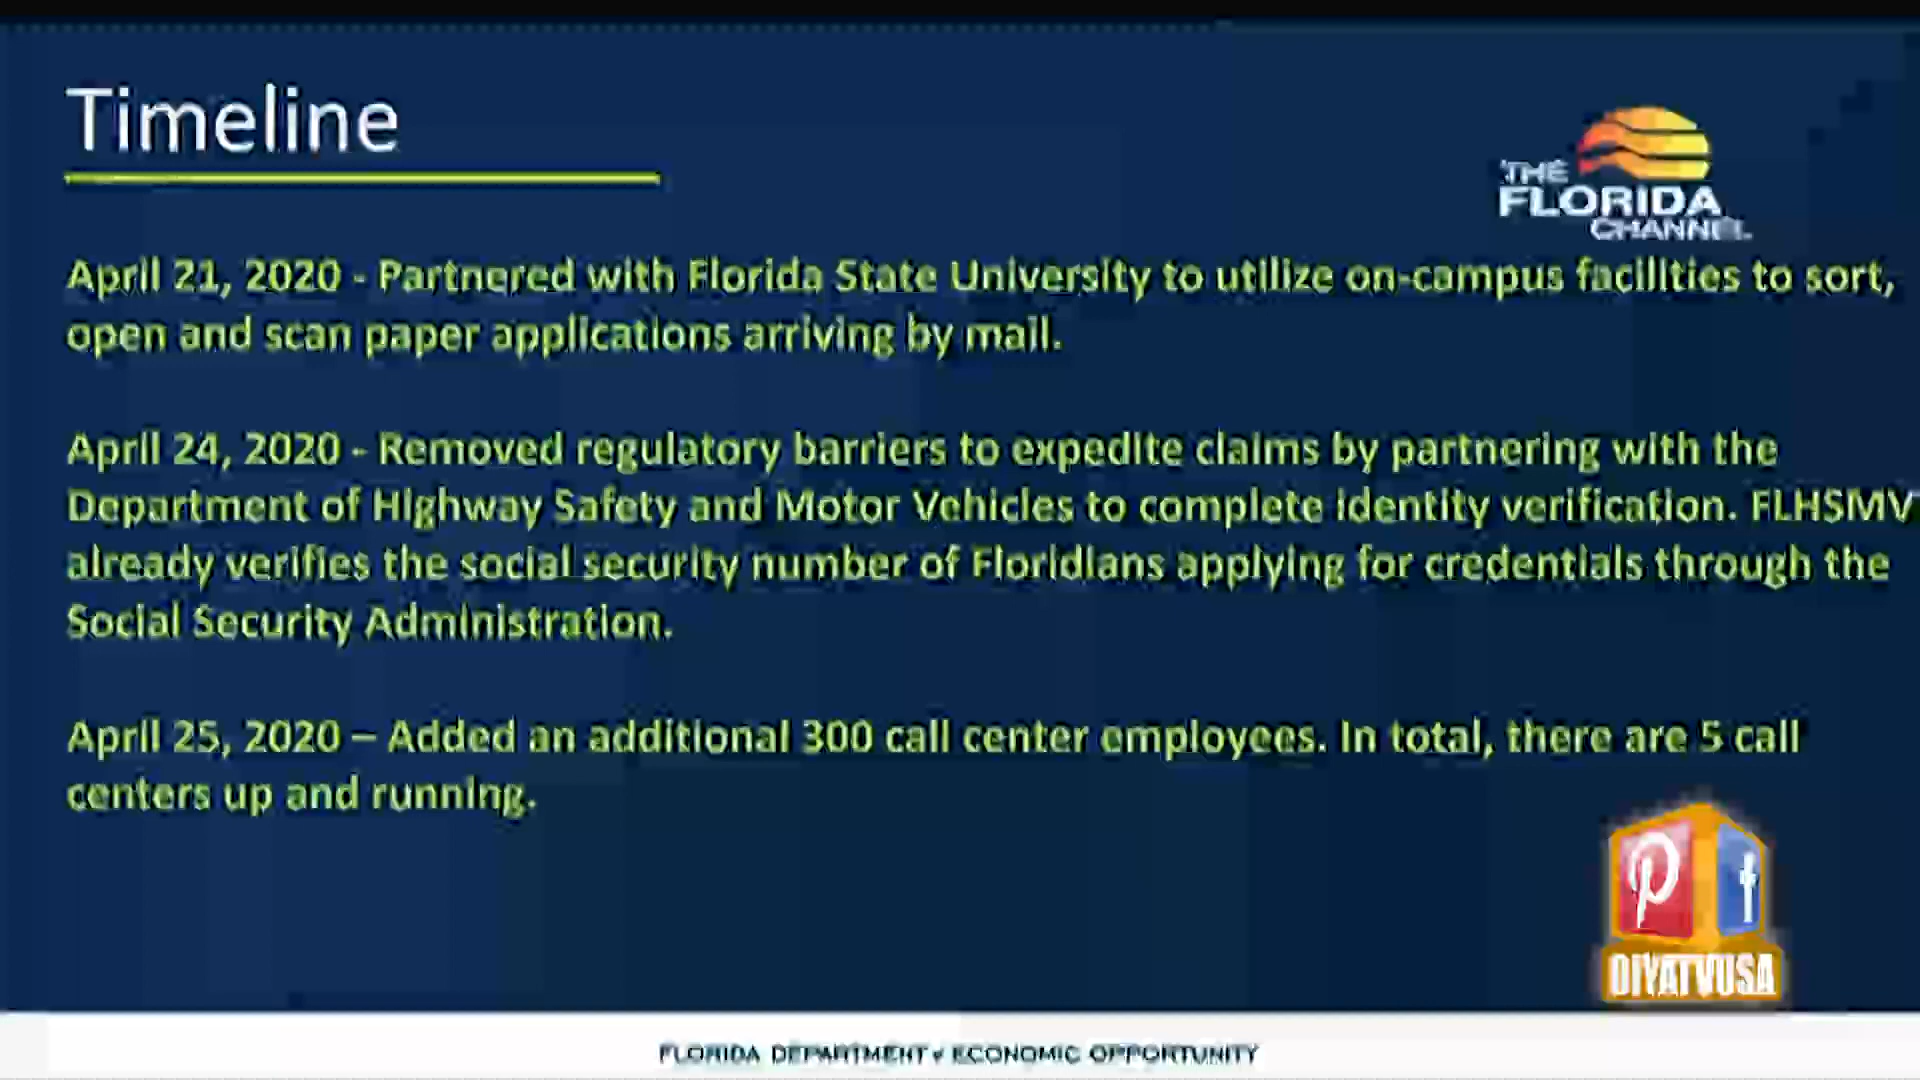 Timeline
THE
FLORIDA
CHANNEL
April 21, 2020 - Partnered with Florida State University to utilize on-campus facilities to sort,
open and scan paper applications arriving by mail.
April 24, 2020 - Removed regulatory barriers to expedite claims by partnering with the
Department of Highway Safety and Motor Vehicles to complete identity verification. FLHSMV
already verifies the social security number of Floridians applying for credentials through the
Social Security Administration.
April 25, 2020 – Added an additional 300 call center employees. In total, there are 5 call
centers up and running.
P f
DIYATVUSA
FLORIDA DEPARTMENT of ECONOMIC OPPORTUNITY